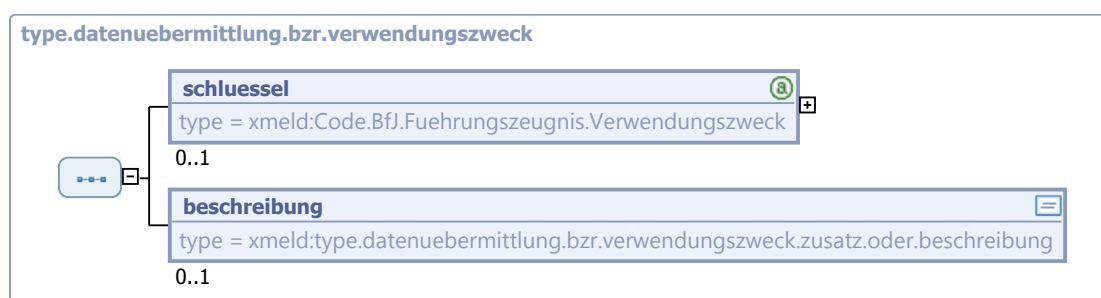 type.datenuebermittlung.bzr.verwendungszweck
schluessel
type = xmeld:Code.BfJ.Fuehrungszeugnis.Verwendungszweck
0..1
beschreibung
type = xmeld:type.datenuebermittlung.bzr.verwendungszweck.zusatz.oder.beschreibung
0..1